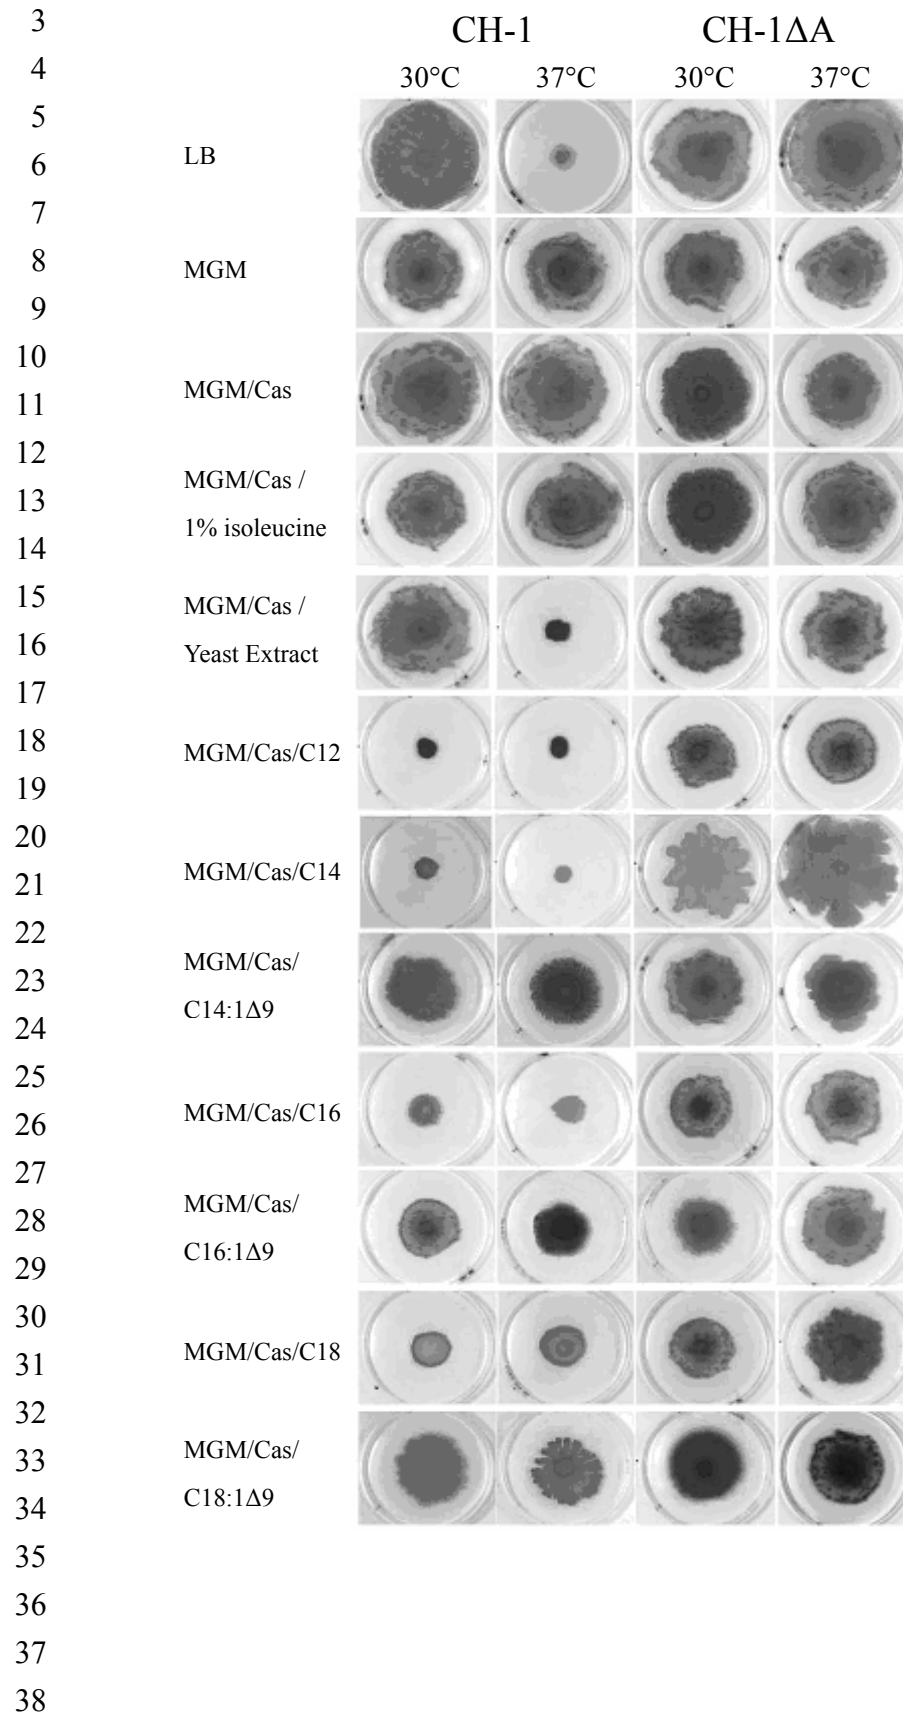 3
CH-1 CH-1ΔA
4
30°C 37°C 30°C 37°C
5
6
LB
7
8
MGM
9
10
11
MGM/Cas
12
MGM/Cas /
13
1% isoleucine
14
15
MGM/Cas /
16
Yeast Extract
17
18
MGM/Cas/C12
19
20
21
MGM/Cas/C14
22
MGM/Cas/
23
C14:1Δ9
24
25
26
MGM/Cas/C16
27
MGM/Cas/
28
C16:1Δ9
29
30
31
MGM/Cas/C18
32
MGM/Cas/
33
C18:1Δ9
34
35
36
37
38